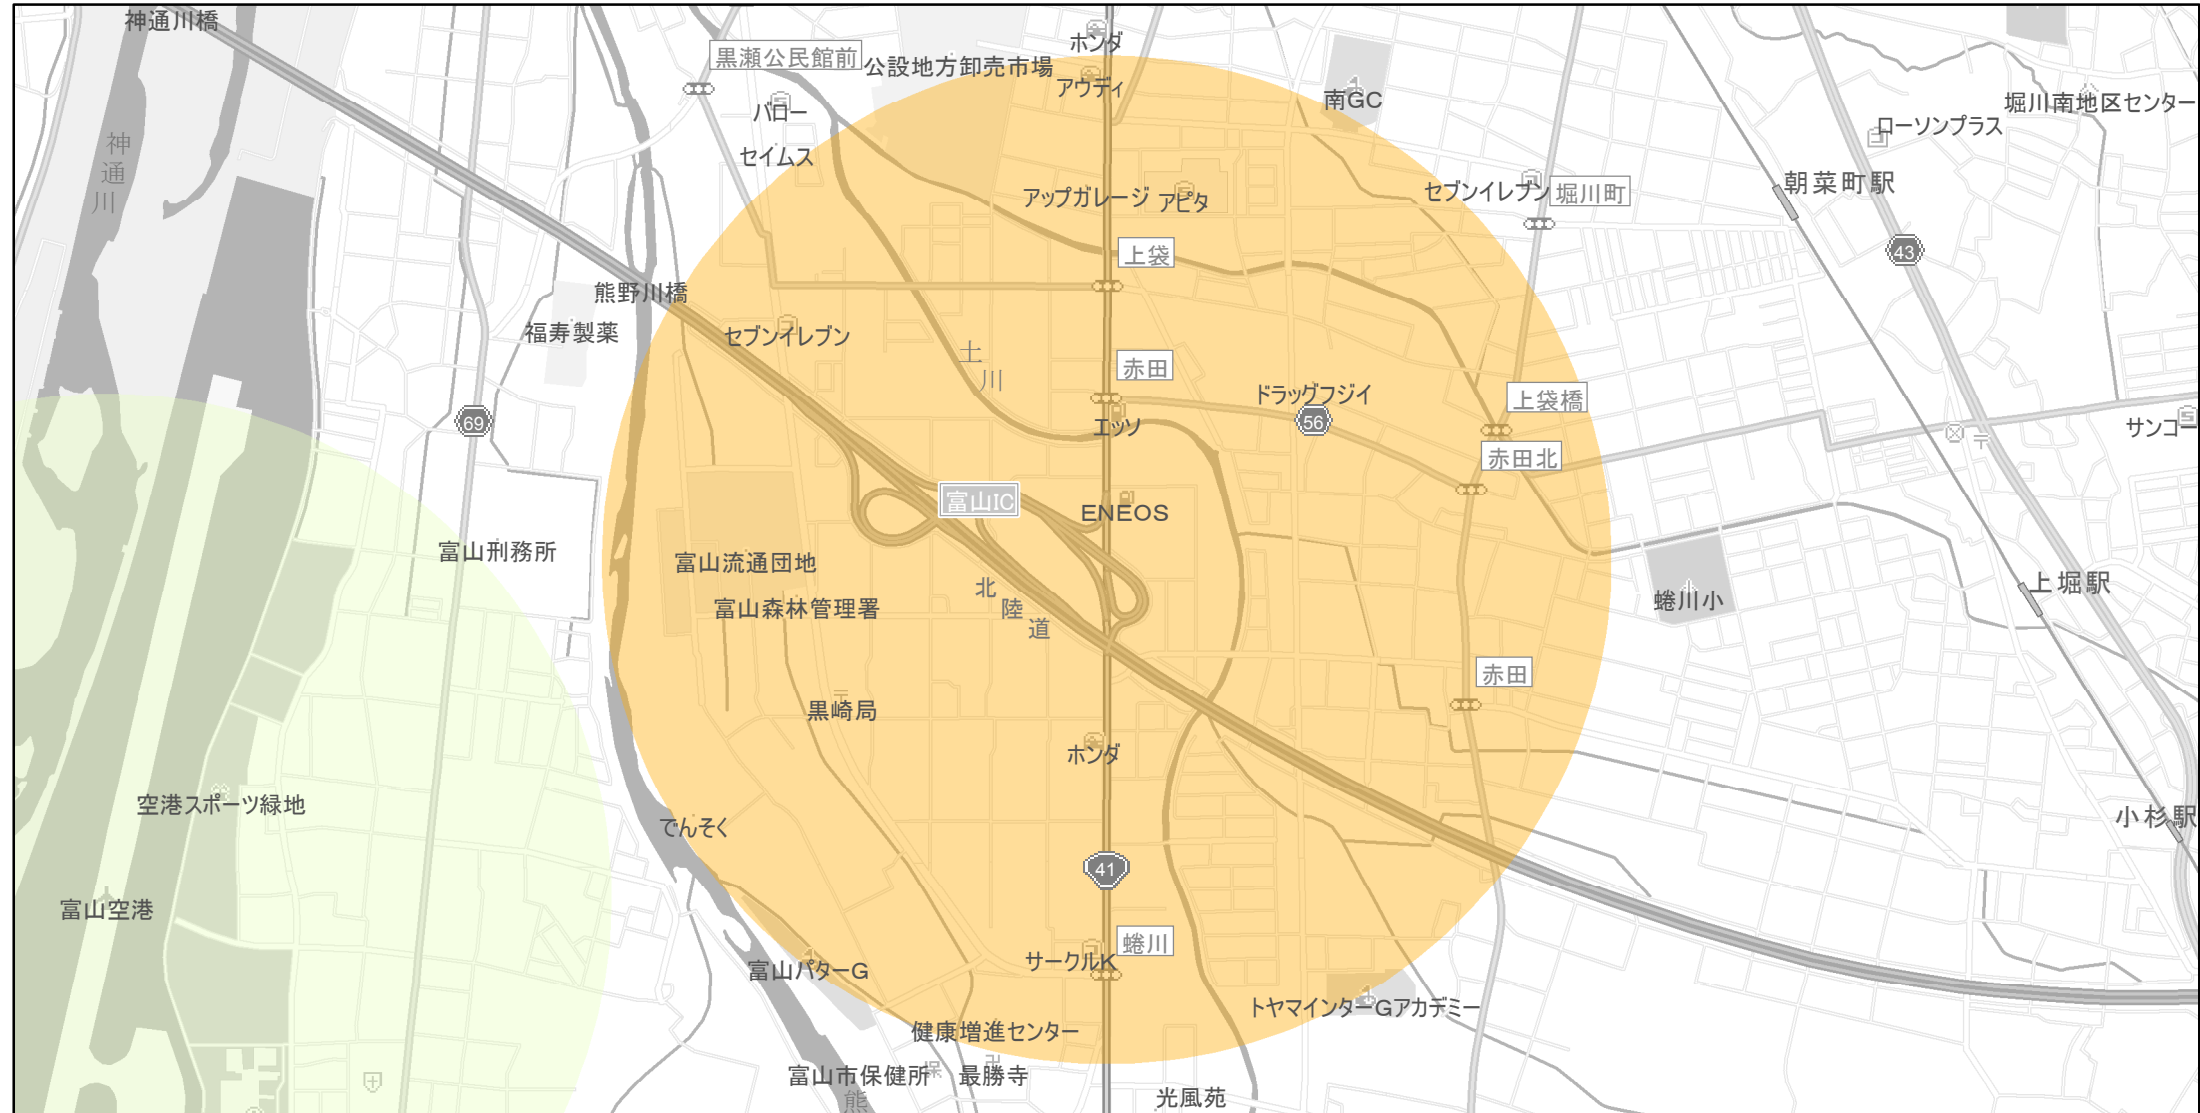 神通川橋
ホンダ
黒瀬公民館前
公設地方卸売市場
アウディ
南GC
堀川南地区センター
バロー
ローソンプラス
神通川
セイムス
アップガレージ
アピタ
セブンイレブン
堀川町
朝菜町駅
上袋
43
熊野川橋
福寿製薬
セブンイレブン
土川
赤田
ドラッグフジイ
上袋橋
69
エッソ
56
サンコー
赤田北
富山IC
ENEOS
富山刑務所
富山流通団地
北陸道
富山森林管理署
蜷川小
上堀駅
赤田
黒崎局
ホンダ
空港スポーツ緑地
でんそく
小杉駅
41
富山空港
蜷川
サークルK
富山パターG
トヤマインターGアカデミー
健康増進センター
富山市保健所
保
最勝寺
光風苑
熊